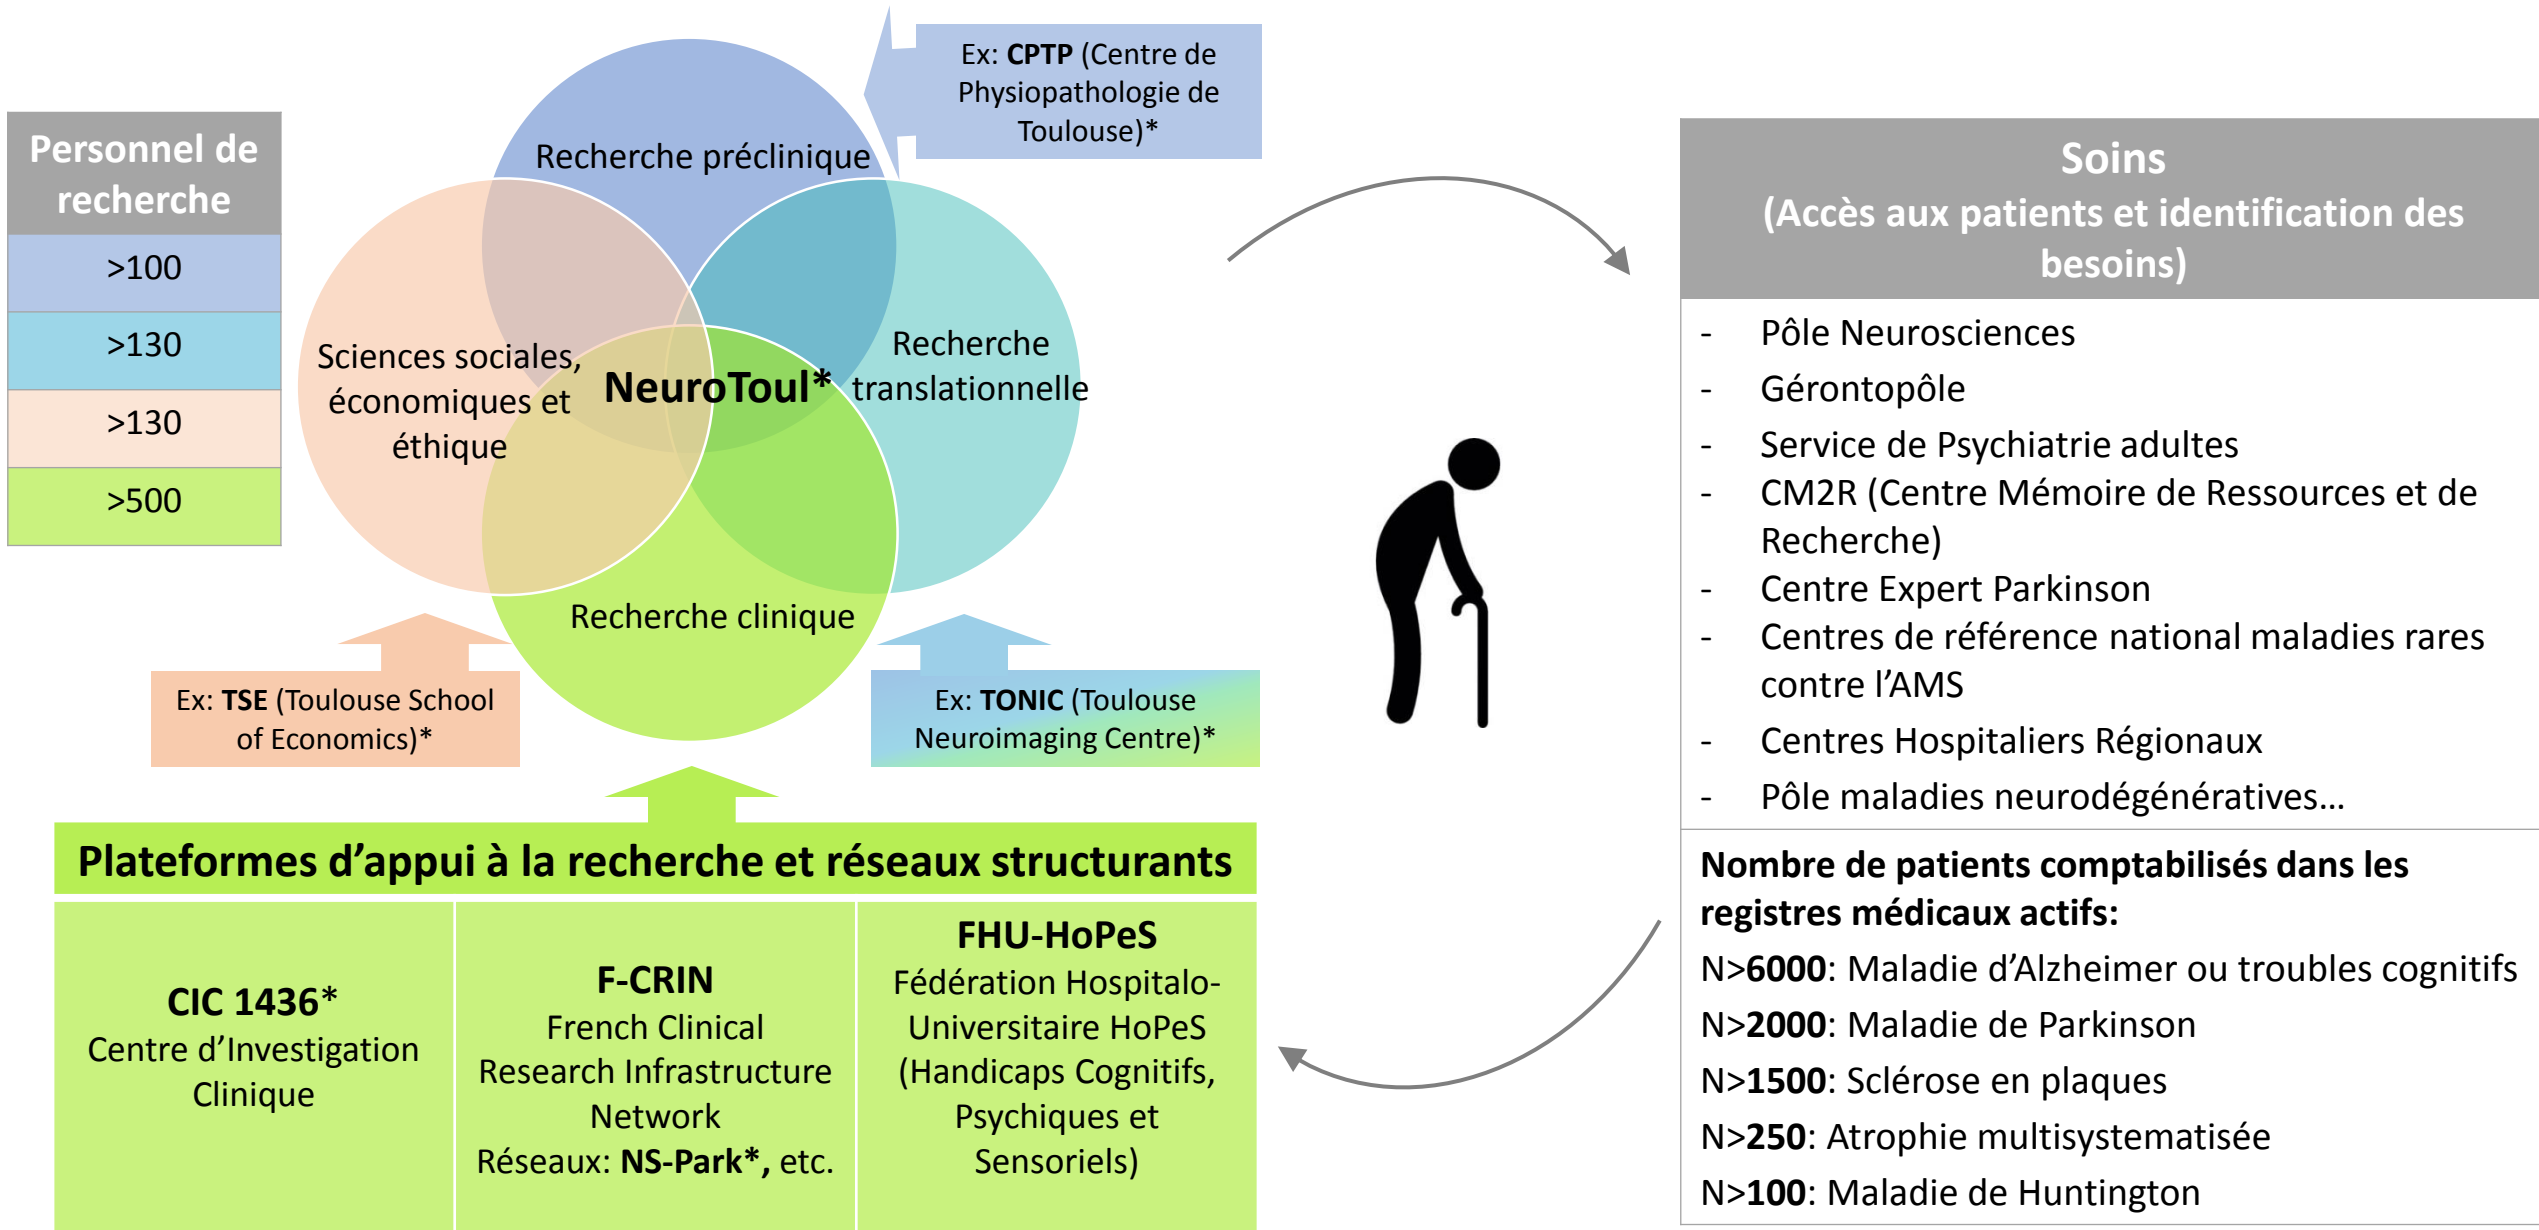 Personnel de
recherche
>100
>130
>130
>500
Recherche préclinique
Sciences sociales,
économiques et
éthique
NeuroToul*
Recherche
translationnelle
Recherche clinique
Ex: CPTP (Centre de
Physiopathologie de
Toulouse)*
Ex: TSE (Toulouse School
of Economics)*
Ex: TONIC (Toulouse
Neuroimaging Centre)*
Plateformes d’appui à la recherche et réseaux structurants
CIC 1436*
Centre d’Investigation
Clinique
F-CRIN
French Clinical
Research Infrastructure
Network
Réseaux: NS-Park*, etc.
FHU-HoPeS
Fédération Hospitalo-
Universitaire HoPeS
(Handicaps Cognitifs,
Psychiques et
Sensoriels)
Soins
(Accès aux patients et identification des
besoins)
- Pôle Neurosciences
- Gérontopôle
- Service de Psychiatrie adultes
- CM2R (Centre Mémoire de Ressources et de
Recherche)
- Centre Expert Parkinson
- Centres de référence national maladies rares
contre l’AMS
- Centres Hospitaliers Régionaux
- Pôle maladies neurodégénératives…
Nombre de patients comptabilisés dans les
registres médicaux actifs:
N>6000: Maladie d’Alzheimer ou troubles cognitifs
N>2000: Maladie de Parkinson
N>1500: Sclérose en plaques
N>250: Atrophie multisystematisée
N>100: Maladie de Huntington